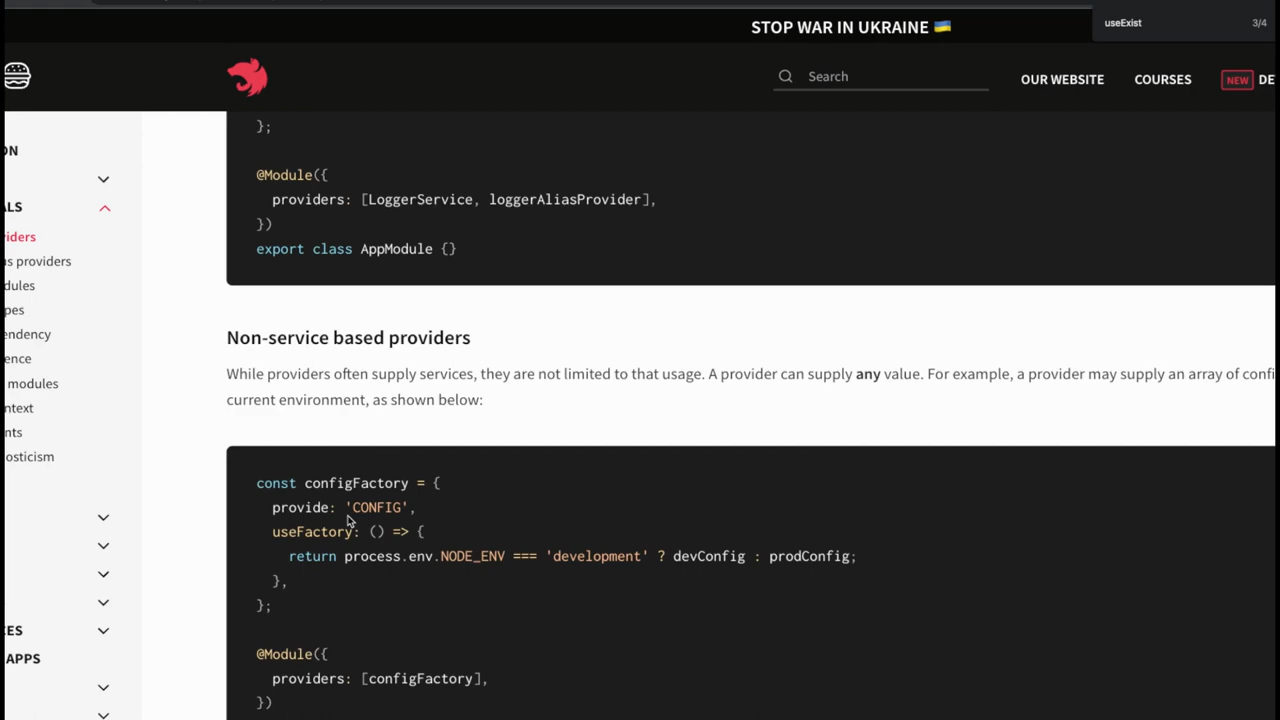 STOP WAR IN UKRAINE 🇺🇦
useExist
3/4
Search
OUR WEBSITE
COURSES
NEW
DE
ON
ALS
iders
s providers
dules
pes
endency
ence
modules
ntext
nts
osticism
CES
APPS
};
@Module({
providers: [LoggerService, loggerAliasProvider],
})
export class AppModule {}
Non-service based providers
While providers often supply services, they are not limited to that usage. A provider can supply any value. For example, a provider may supply an array of confi
current environment, as shown below:
const configFactory = {
provide: 'CONFIG',
useFactory: () => {
return process.env.NODE_ENV === 'development' ? devConfig : prodConfig;
},
};
@Module({
providers: [configFactory],
})